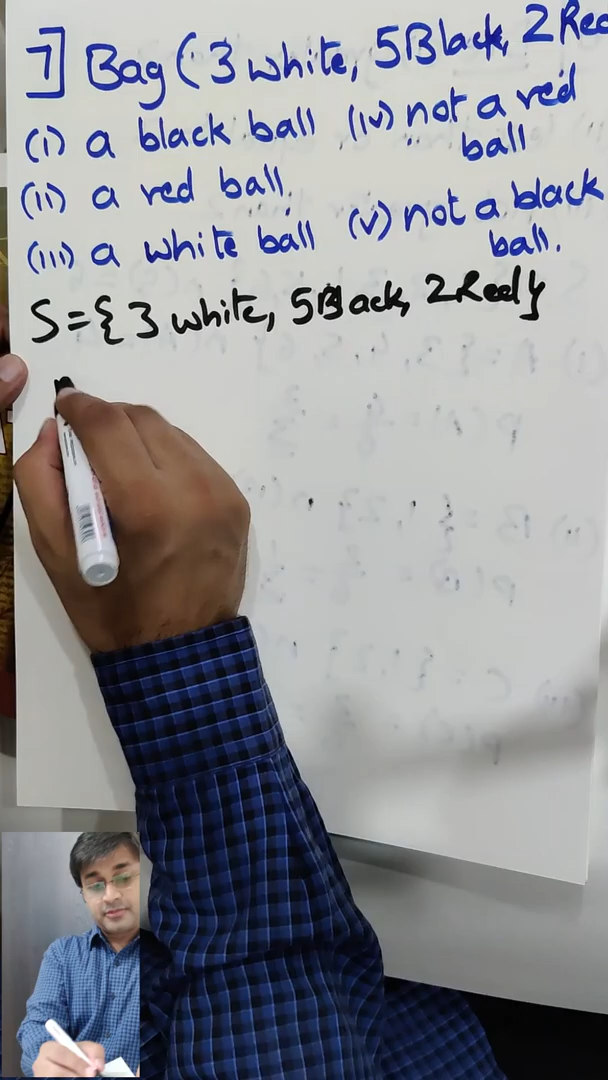 7] Bag (3 white, 5 Black, 2 Red
(i) a black ball (iv) not a red ball
(ii) a red ball.
(iii) a white ball (v) not a black ball.
S = { 3 white, 5 Black, 2 Red }